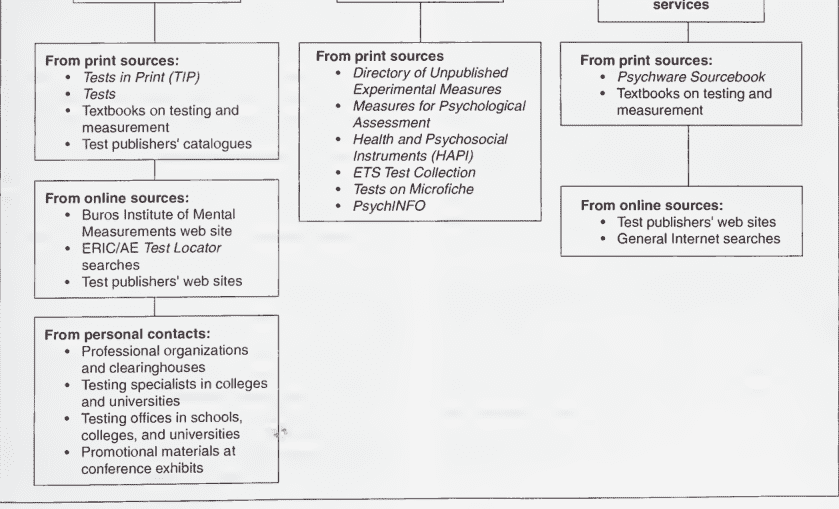 services
From print sources:
• Tests in Print (TIP)
• Tests
• Textbooks on testing and
measurement
• Test publishers' catalogues
From online sources:
• Buros Institute of Mental
Measurements web site
• ERIC/AE Test Locator
searches
• Test publishers' web sites
From personal contacts:
• Professional organizations
and clearinghouses
• Testing specialists in colleges
and universities
• Testing offices in schools,
colleges, and universities
• Promotional materials at
conference exhibits
From print sources
• Directory of Unpublished
Experimental Measures
• Measures for Psychological
Assessment
• Health and Psychosocial
Instruments (HAPI)
• ETS Test Collection
• Tests on Microfiche
• PsychINFO
From print sources:
• Psychware Sourcebook
• Textbooks on testing and
measurement
From online sources:
• Test publishers' web sites
• General Internet searches